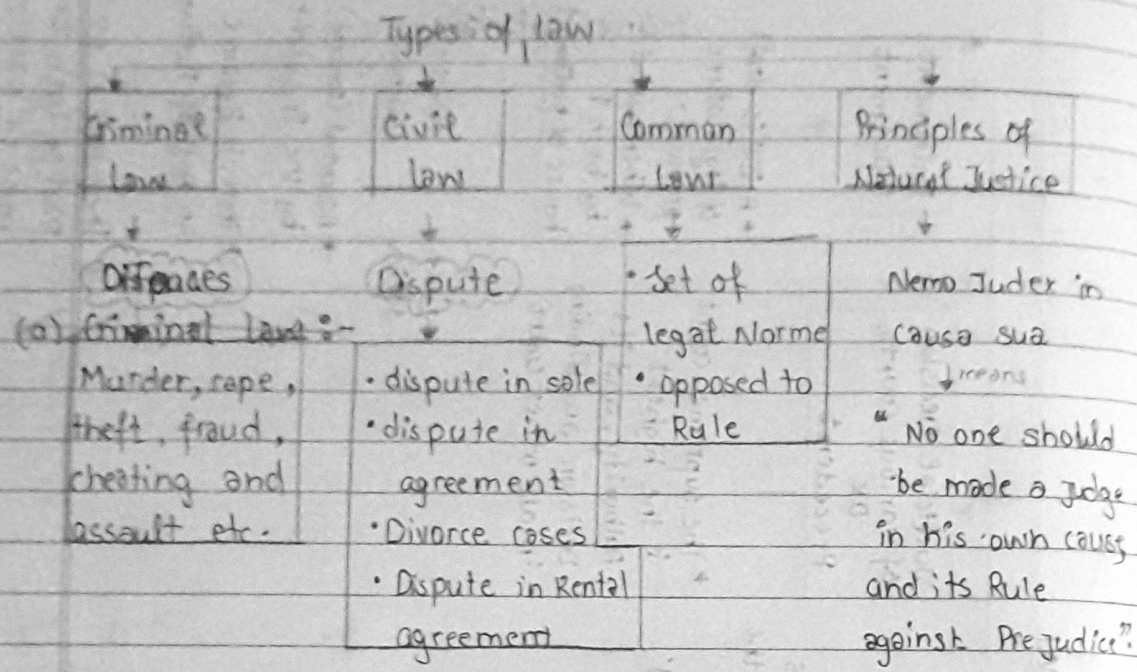 Types of law
Criminal
Law
Civil
law
Common
Law
Principles of
Natural Justice
Dispute
Set of
legal Norme
• opposed to
Rule
Nemo Juder in
causa sua
means
" No one should
be made a Judge
in his own cause
and its Rule
against Prejudice".
(a) Criminal law :-
Murder, rape,
theft, fraud,
cheating and
assault etc.
• dispute in sale
• dispute in
agreement
• Divorce cases
• Dispute in Rental
agreement